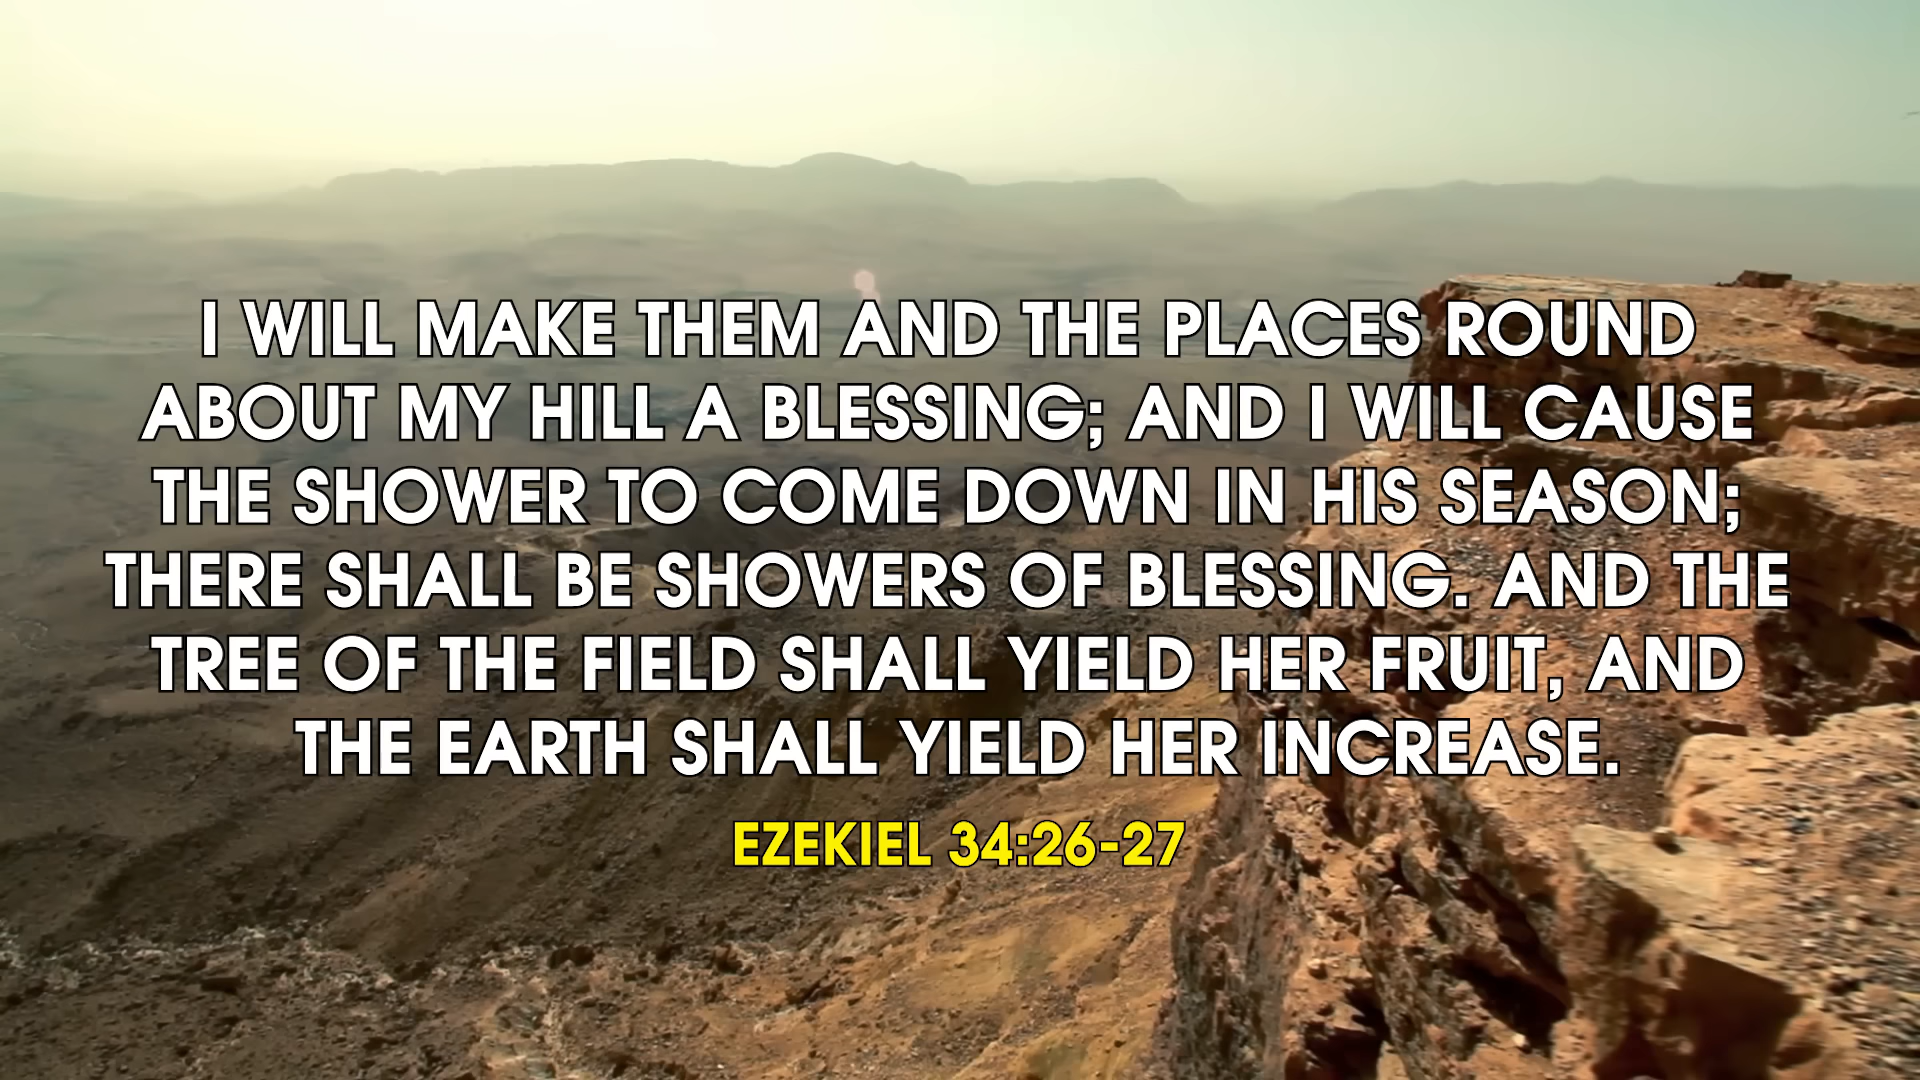 I WILL MAKE THEM AND THE PLACES ROUND
ABOUT MY HILL A BLESSING; AND I WILL CAUSE
THE SHOWER TO COME DOWN IN HIS SEASON;
THERE SHALL BE SHOWERS OF BLESSING. AND THE
TREE OF THE FIELD SHALL YIELD HER FRUIT, AND
THE EARTH SHALL YIELD HER INCREASE.
EZEKIEL 34:26-27